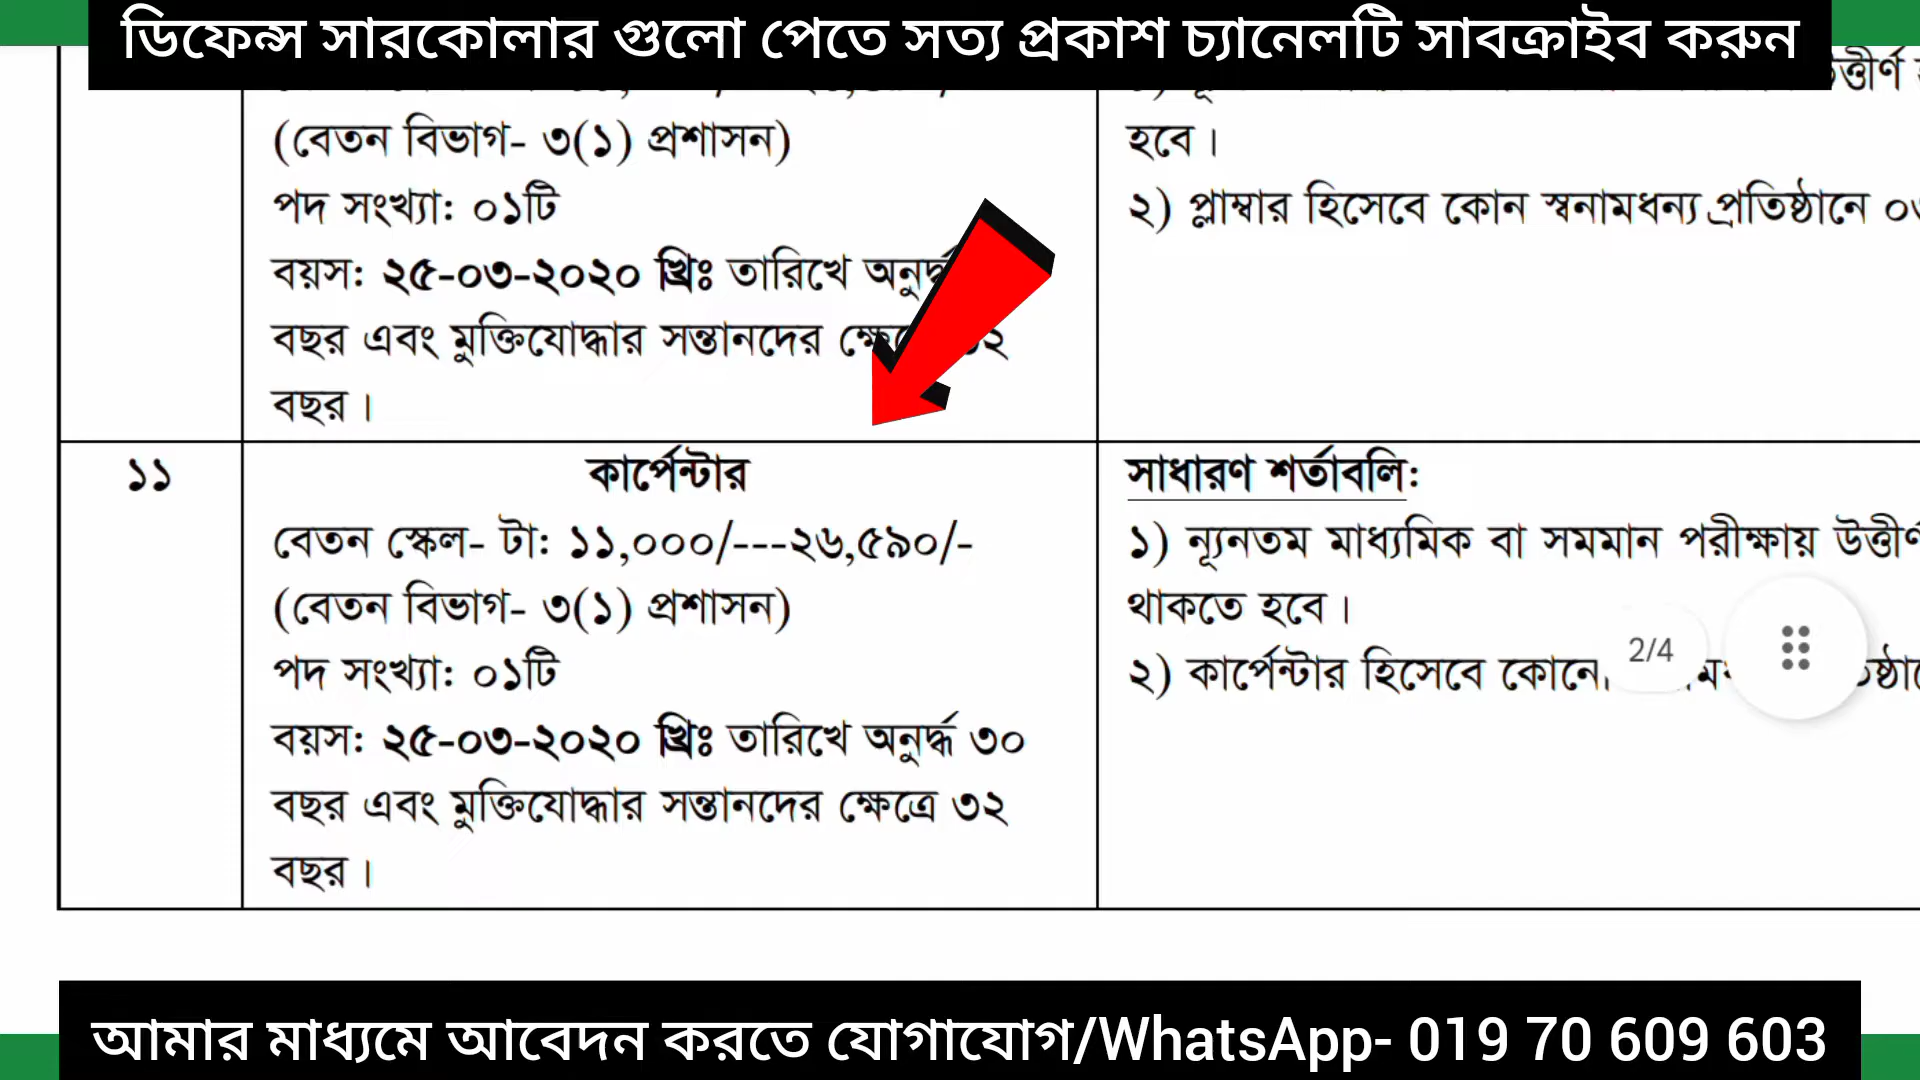 ডিফেন্স সারকোলার গুলো পেতে সত্য প্রকাশ চ্যানেলটি সাবক্রাইব করুন
(বেতন বিভাগ- ৩(১) প্রশাসন)
পদ সংখ্যা: ০১টি
বয়স: ২৫-০৩-২০২০ খ্রিঃ তারিখে
বছর এবং মুক্তিযোদ্ধার সন্তানদের
বছর।
হবে।
২) প্লাম্বার হিসেবে কোন স্বনামধন্য প্রতিষ্ঠানে
১১
কার্পেন্টার
বেতন স্কেল- টা: ১১,০০০/---২৬,৫৯০/-
(বেতন বিভাগ- ৩(১) প্রশাসন)
পদ সংখ্যা: ০১টি
বয়স: ২৫-০৩-২০২০ খ্রিঃ তারিখে অনুর্দ্ধ ৩০
বছর এবং মুক্তিযোদ্ধার সন্তানদের ক্ষেত্রে ৩২
বছর।
সাধারণ শর্তাবলি:
১) ন্যূনতম মাধ্যমিক বা সমমান পরীক্ষায় উত্তীর্ণ
থাকতে হবে।
২) কার্পেন্টার হিসেবে
2/4
আমার মাধ্যমে আবেদন করতে যোগাযোগ/WhatsApp- 019 70 609 603